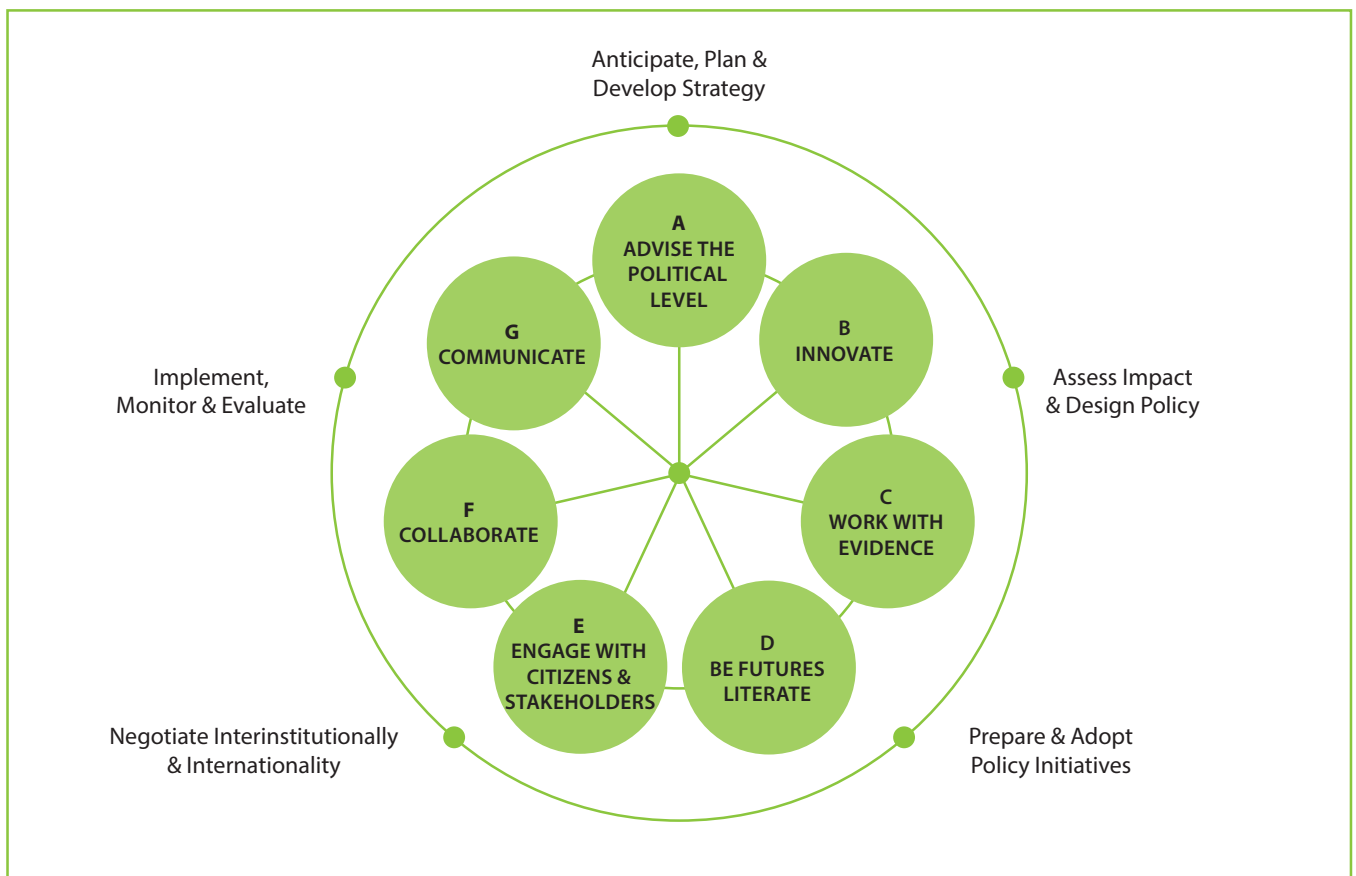 Anticipate, Plan &
Develop Strategy
A
ADVISE THE
POLITICAL
LEVEL
B
INNOVATE
G
COMMUNICATE
Implement,
Monitor & Evaluate
Assess Impact
& Design Policy
C
WORK WITH
EVIDENCE
F
COLLABORATE
E
ENGAGE WITH
CITIZENS &
STAKEHOLDERS
D
BE FUTURES
LITERATE
Negotiate Interinstitutionally
& Internationality
Prepare & Adopt
Policy Initiatives